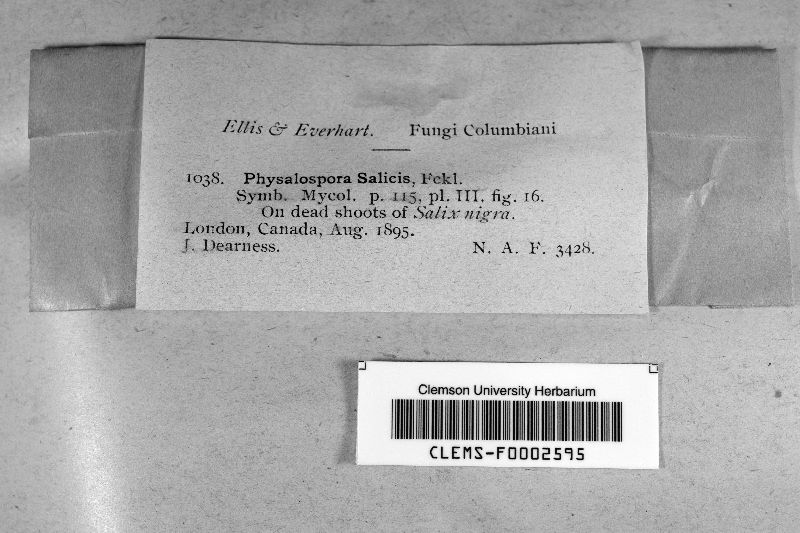 Ellis & Everhart. Fungi Columbiani
1038. Physalospora Salicis, Fckl.
Symb. Mycol. p. 115, pl. III, fig. 16.
On dead shoots of Salix nigra.
London, Canada, Aug. 1895.
J. Dearness. N. A. F. 3428.
Clemson University Herbarium
CLEMS-F0002595